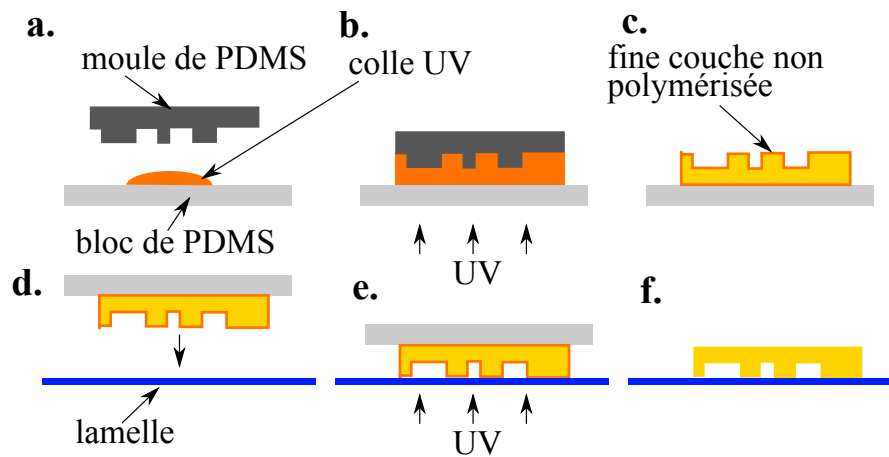 a.
moule de PDMS
colle UV
bloc de PDMS
b.
UV
c.
fine couche non
polymérisée
d.
lamelle
e.
UV
f.